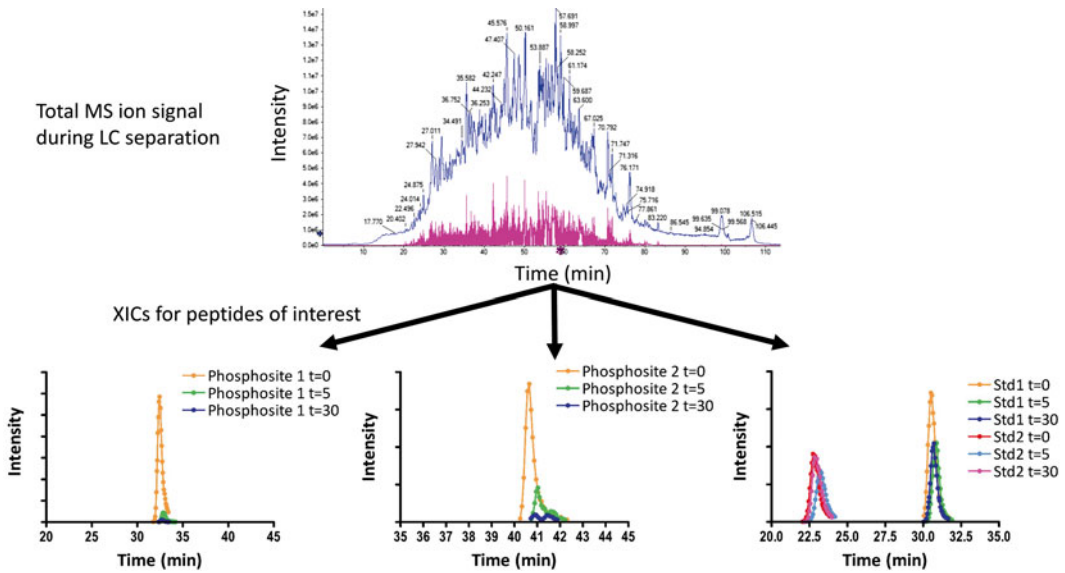 Total MS ion signal
during LC separation
Intensity
1.5e7
1.4e7
1.3e7
1.2e7
1.1e7
1.0e7
9.0e6
8.0e6
7.0e6
6.0e6
5.0e6
4.0e6
3.0e6
2.0e6
1.0e6
0.0e0
17.770
20.402
22.496
24.014
24.875
27.011
27.942
34.491
35.582
36.752
36.253
42.247
44.232
45.576
47.407
50.161
53.887
57.691
58.997
58.252
61.174
59.687
63.600
67.025
70.792
71.747
71.316
76.171
74.918
75.716
77.861
83.220
86.545
94.854
99.635
99.078
99.568
106.515
106.445
10 20 30 40 50 60 70 80 90 100 110
Time (min)
XICs for peptides of interest
Intensity
Phosphosite 1 t=0
Phosphosite 1 t=5
Phosphosite 1 t=30
20 25 30 35 40 45
Time (min)
Intensity
Phosphosite 2 t=0
Phosphosite 2 t=5
Phosphosite 2 t=30
35 36 37 38 39 40 41 42 43 44 45
Time (min)
Intensity
Std1 t=0
Std1 t=5
Std1 t=30
Std2 t=0
Std2 t=5
Std2 t=30
20.0 22.5 25.0 27.5 30.0 32.5 35.0
Time (min)